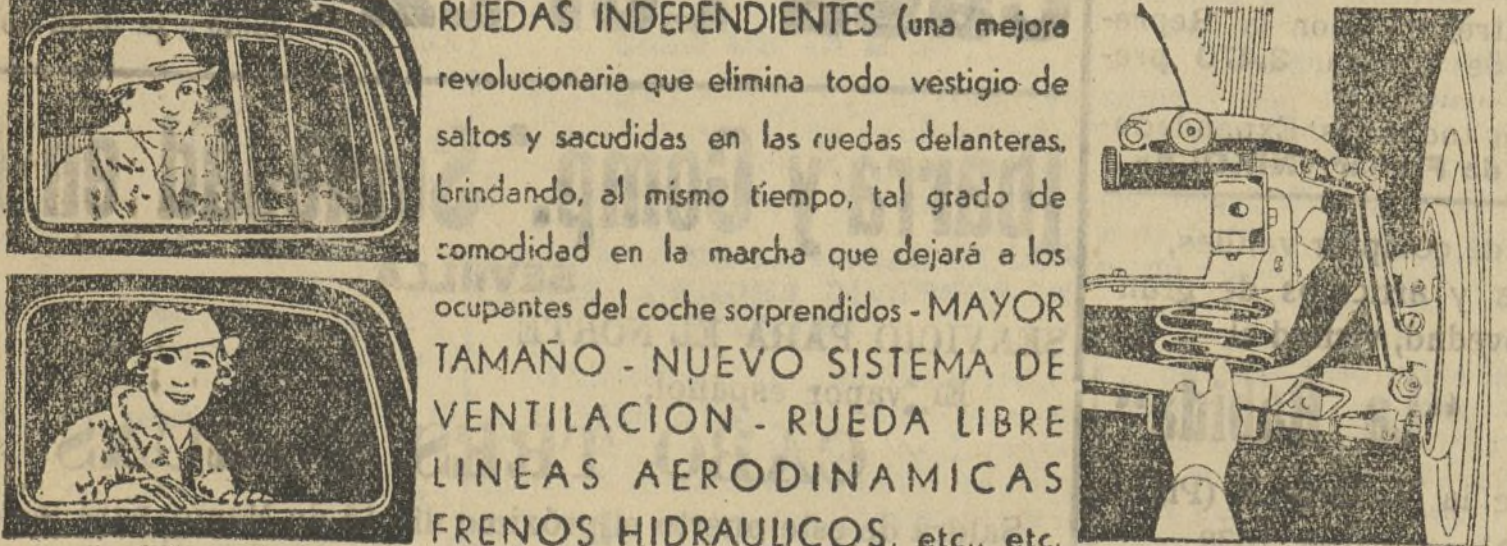 RUEDAS INDEPENDIENTES (una mejora
revolucionaria que elimina todo vestigio de
saltos y sacudidas en las ruedas delanteras,
brindando, al mismo tiempo, tal grado de
comodidad en la marcha que dejará a los
ocupantes del coche sorprendidos - MAYOR
TAMAÑO - NUEVO SISTEMA DE
VENTILACION - RUEDA LIBRE
LINEAS AERODINAMICAS
FRENOS HIDRAULICOS, etc., etc.